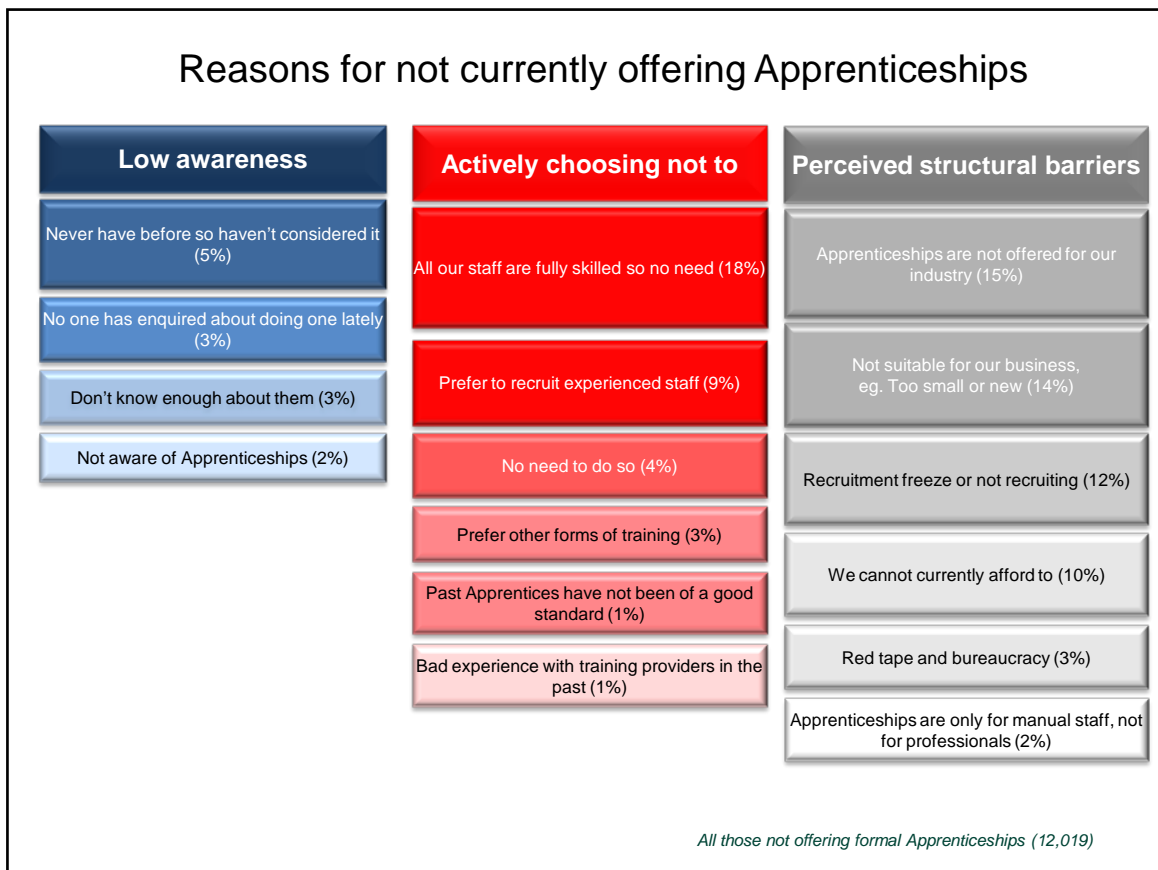 Reasons for not currently offering Apprenticeships
Low awareness
Never have before so haven't considered it
(5%)
No one has enquired about doing one lately
(3%)
Don't know enough about them (3%)
Not aware of Apprenticeships (2%)
Actively choosing not to
All our staff are fully skilled so no need (18%)
Prefer to recruit experienced staff (9%)
No need to do so (4%)
Prefer other forms of training (3%)
Past Apprentices have not been of a good
standard (1%)
Bad experience with training providers in the
past (1%)
Perceived structural barriers
Apprenticeships are not offered for our
industry (15%)
Not suitable for our business,
eg. Too small or new (14%)
Recruitment freeze or not recruiting (12%)
We cannot currently afford to (10%)
Red tape and bureaucracy (3%)
Apprenticeships are only for manual staff, not
for professionals (2%)
All those not offering formal Apprenticeships (12,019)